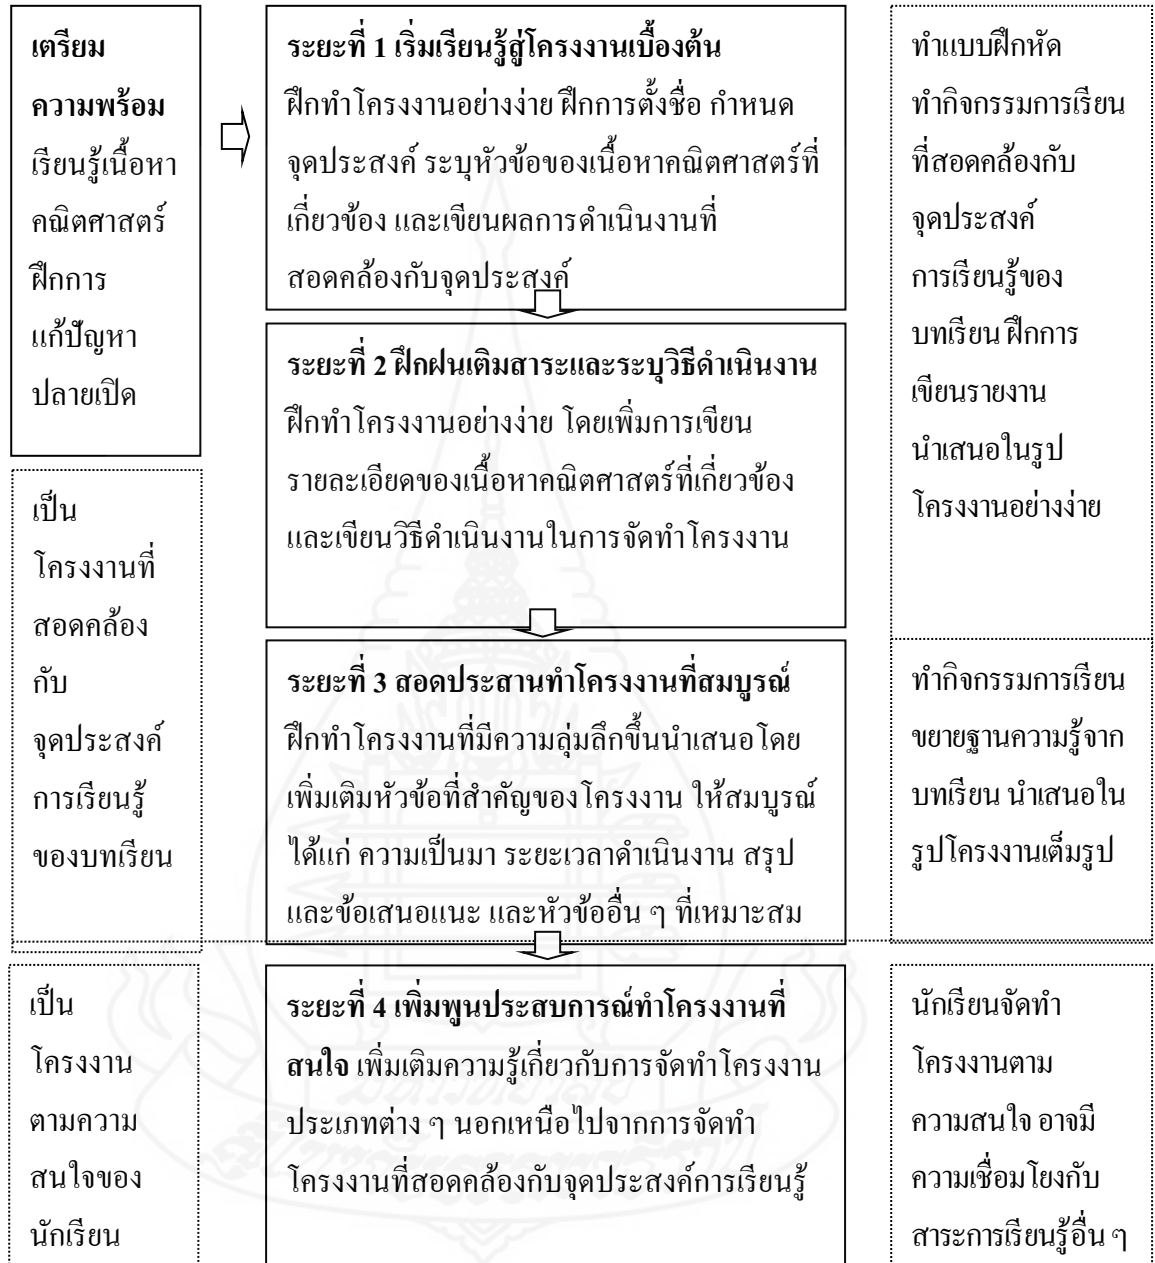 เตรียม
ความพร้อม
เรียนรู้เนื้อหา
คณิตศาสตร์
ฝึกการ
แก้ปัญหา
ปลายเปิด
ระยะที่ 1 เริ่มเรียนรู้สู่โครงงานเบื้องต้น
ฝึกทำโครงงานอย่างง่าย ฝึกการตั้งชื่อ กำหนด
จุดประสงค์ ระบุหัวข้อของเนื้อหาคณิตศาสตร์ที่
เกี่ยวข้อง และเขียนผลการดำเนินงานที่
สอดคล้องกับจุดประสงค์
ทำแบบฝึกหัด
ทำกิจกรรมการเรียน
ที่สอดคล้องกับ
จุดประสงค์
การเรียนรู้ของ
บทเรียน ฝึกการ
เขียนรายงาน
นำเสนอในรูป
โครงงานอย่างง่าย
ระยะที่ 2 ฝึกฝนเติมสาระและระบุวิธีดำเนินงาน
ฝึกทำโครงงานอย่างง่าย โดยเพิ่มการเขียน
รายละเอียดของเนื้อหาคณิตศาสตร์ที่เกี่ยวข้อง
และเขียนวิธีดำเนินงานในการจัดทำโครงงาน
เป็น
โครงงานที่
สอดคล้อง
กับ
จุดประสงค์
การเรียนรู้
ของบทเรียน
ระยะที่ 3 สอดประสานทำโครงงานที่สมบูรณ์
ฝึกทำโครงงานที่มีความลุ่มลึกขึ้นนำเสนอโดย
เพิ่มเติมหัวข้อที่สำคัญของโครงงาน ให้สมบูรณ์
ได้แก่ ความเป็นมา ระยะเวลาดำเนินงาน สรุป
และข้อเสนอแนะ และหัวข้ออื่น ๆ ที่เหมาะสม
ทำกิจกรรมการเรียน
ขยายฐานความรู้จาก
บทเรียน นำเสนอใน
รูปโครงงานเต็มรูป
เป็น
โครงงาน
ตามความ
สนใจของ
นักเรียน
ระยะที่ 4 เพิ่มพูนประสบการณ์ทำโครงงานที่
สนใจ เพิ่มเติมความรู้เกี่ยวกับการจัดทำโครงงาน
ประเภทต่าง ๆ นอกเหนือไปจากการจัดทำ
โครงงานที่สอดคล้องกับจุดประสงค์การเรียนรู้
นักเรียนจัดทำ
โครงงานตาม
ความสนใจ อาจมี
ความเชื่อมโยงกับ
สาระการเรียนรู้อื่น ๆ